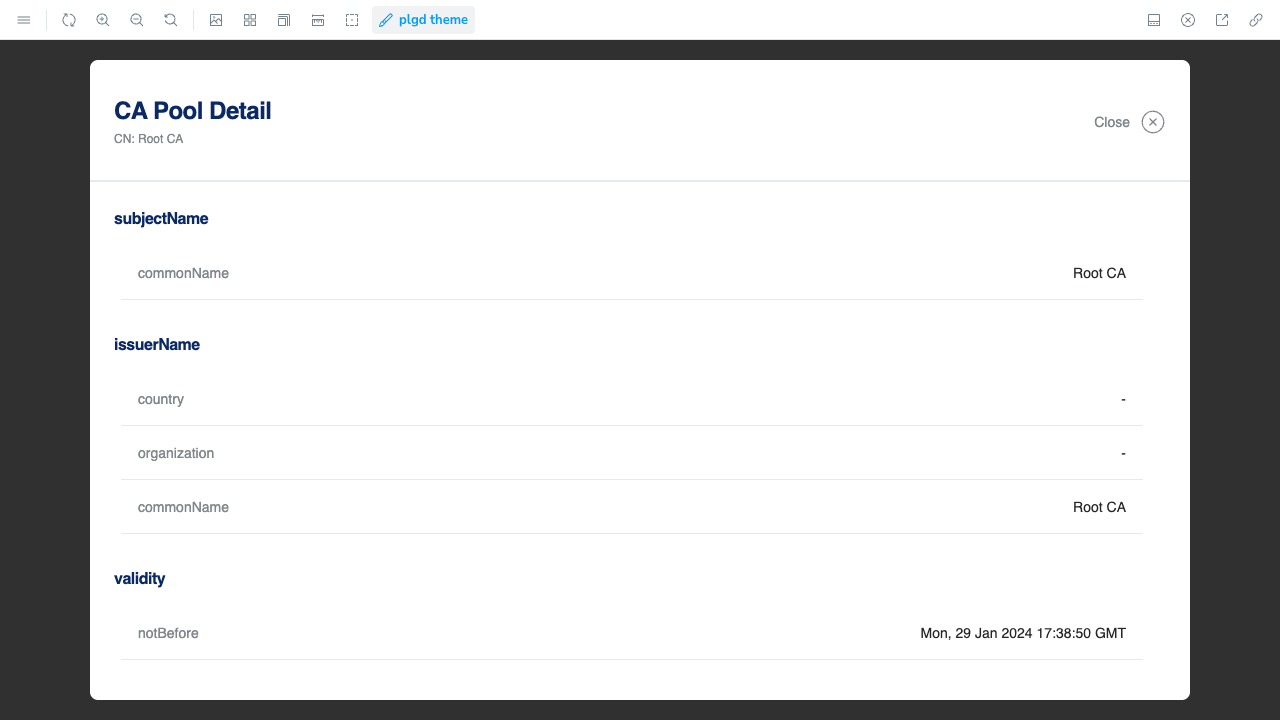 plgd theme
CA Pool Detail
CN: Root CA
Close
subjectName
commonName Root CA
issuerName
country -
organization -
commonName Root CA
validity
notBefore Mon, 29 Jan 2024 17:38:50 GMT